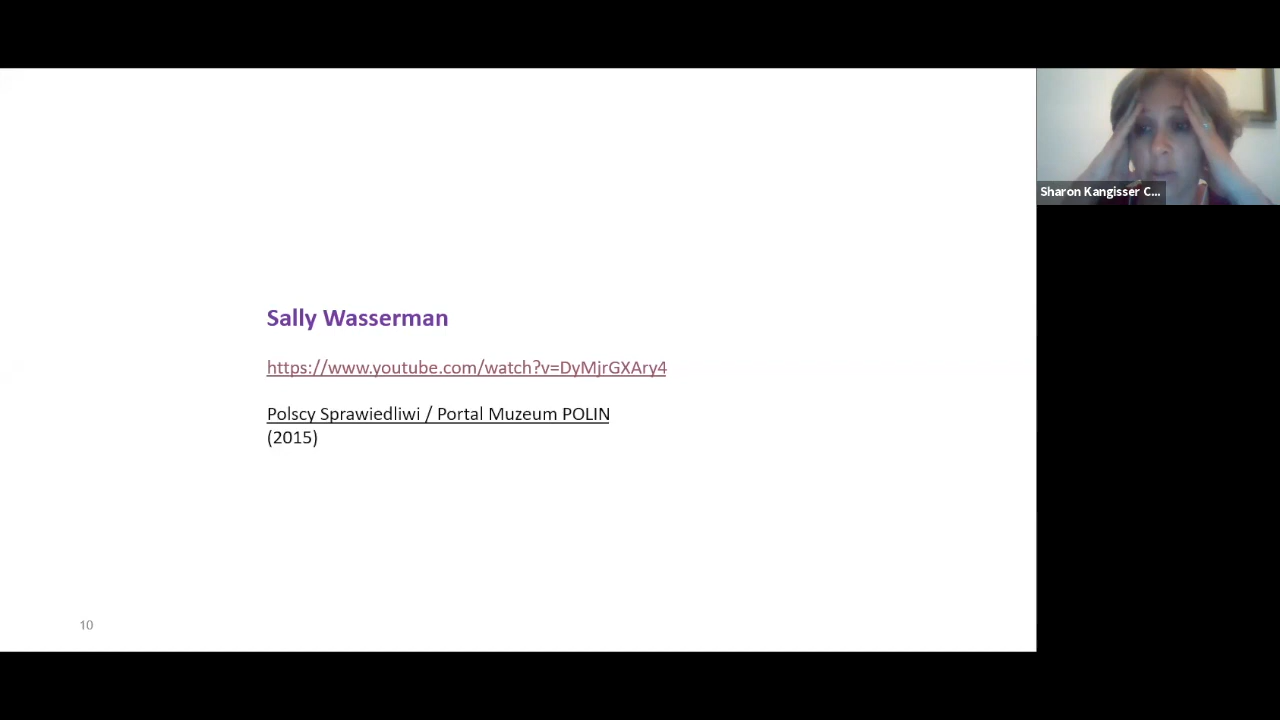 Sally Wasserman
https://www.youtube.com/watch?v=DyMjrGXAry4
Polscy Sprawiedliwi / Portal Muzeum POLIN
(2015)
10
Sharon Kangisser C...